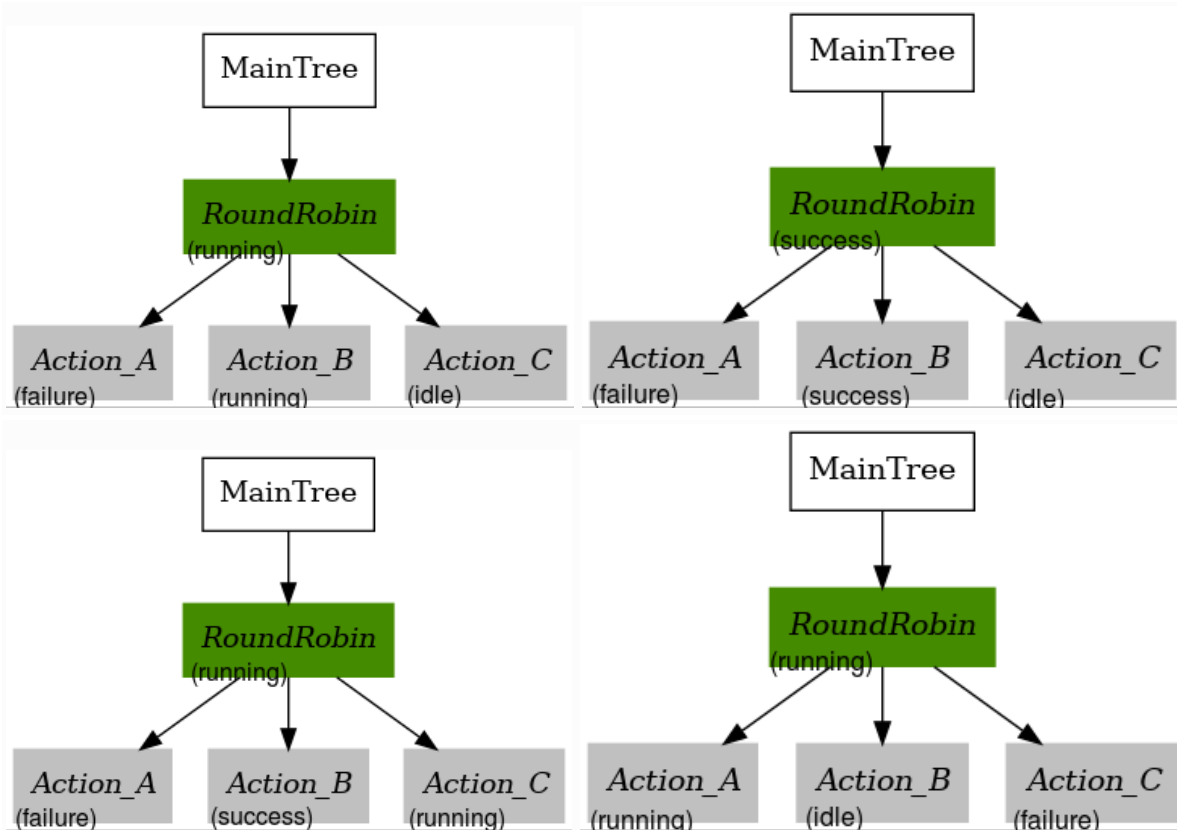 MainTree
RoundRobin
(running)
Action_A
(failure)
Action_B
(running)
Action_C
(idle)
MainTree
RoundRobin
(success)
Action_A
(failure)
Action_B
(success)
Action_C
(idle)
MainTree
RoundRobin
(running)
Action_A
(failure)
Action_B
(success)
Action_C
(running)
MainTree
RoundRobin
(running)
Action_A
(running)
Action_B
(idle)
Action_C
(failure)